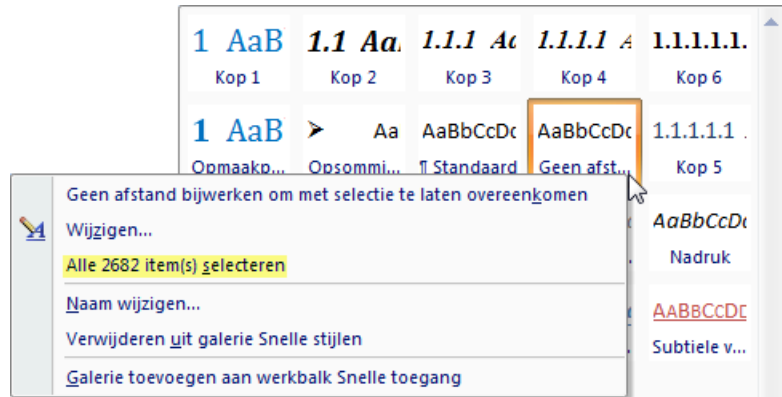 1 AaB 1.1 Aa 1.1.1 A 1.1.1.1 A 1.1.1.1.1.
Kop 1 Kop 2 Kop 3 Kop 4 Kop 6
1 AaB ➤ Aa AaBbCcDc AaBbCcDc 1.1.1.1.1 .
Opmaakp... Opsommi... ¶ Standaard Geen afst... Kop 5
Geen afstand bijwerken om met selectie te laten overeenkomen
Wijzigen... AaBbCcDc
Alle 2682 item(s) selecteren Nadruk
Naam wijzigen... AABBCCDD
Verwijderen uit galerie Snelle stijlen Subtiele v...
Galerie toevoegen aan werkbalk Snelle toegang